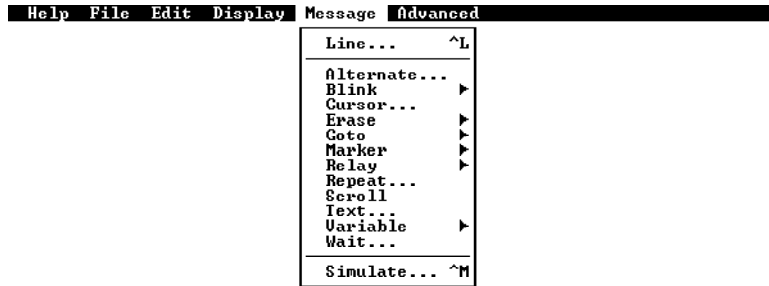 Help File Edit Display Message Advanced
Line... ^L
Alternate...
Blink
Cursor...
Erase
Goto
Marker
Relay
Repeat...
Scroll
Text...
Variable
Wait...
Simulate... ^M